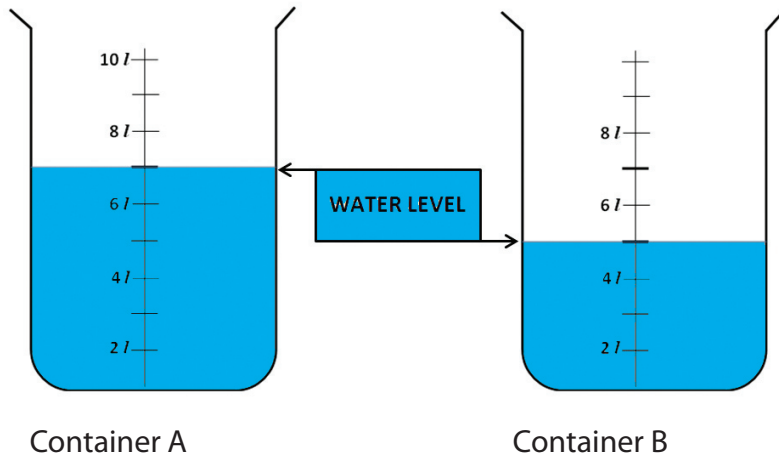 10 l
8 l
6 l
4 l
2 l
WATER LEVEL
8 l
6 l
4 l
2 l
Container A
Container B